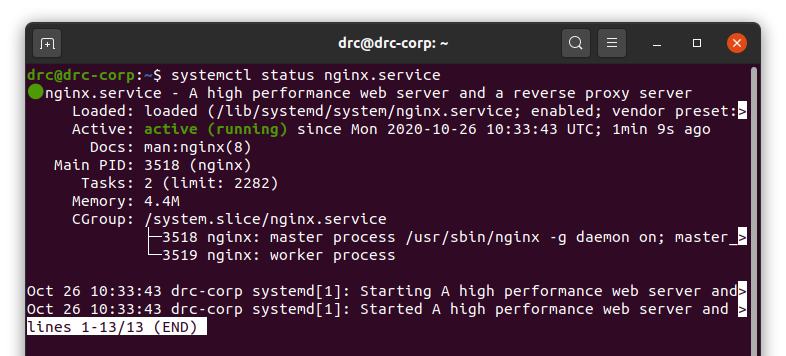 drc@drc-corp: ~
drc@drc-corp:~$ systemctl status nginx.service
nginx.service - A high performance web server and a reverse proxy server
Loaded: loaded (/lib/systemd/system/nginx.service; enabled; vendor preset:>
Active: active (running) since Mon 2020-10-26 10:33:43 UTC; 1min 9s ago
Docs: man:nginx(8)
Main PID: 3518 (nginx)
Tasks: 2 (limit: 2282)
Memory: 4.4M
CGroup: /system.slice/nginx.service
├─3518 nginx: master process /usr/sbin/nginx -g daemon on; master_>
└─3519 nginx: worker process
Oct 26 10:33:43 drc-corp systemd[1]: Starting A high performance web server and>
Oct 26 10:33:43 drc-corp systemd[1]: Started A high performance web server and >
lines 1-13/13 (END)